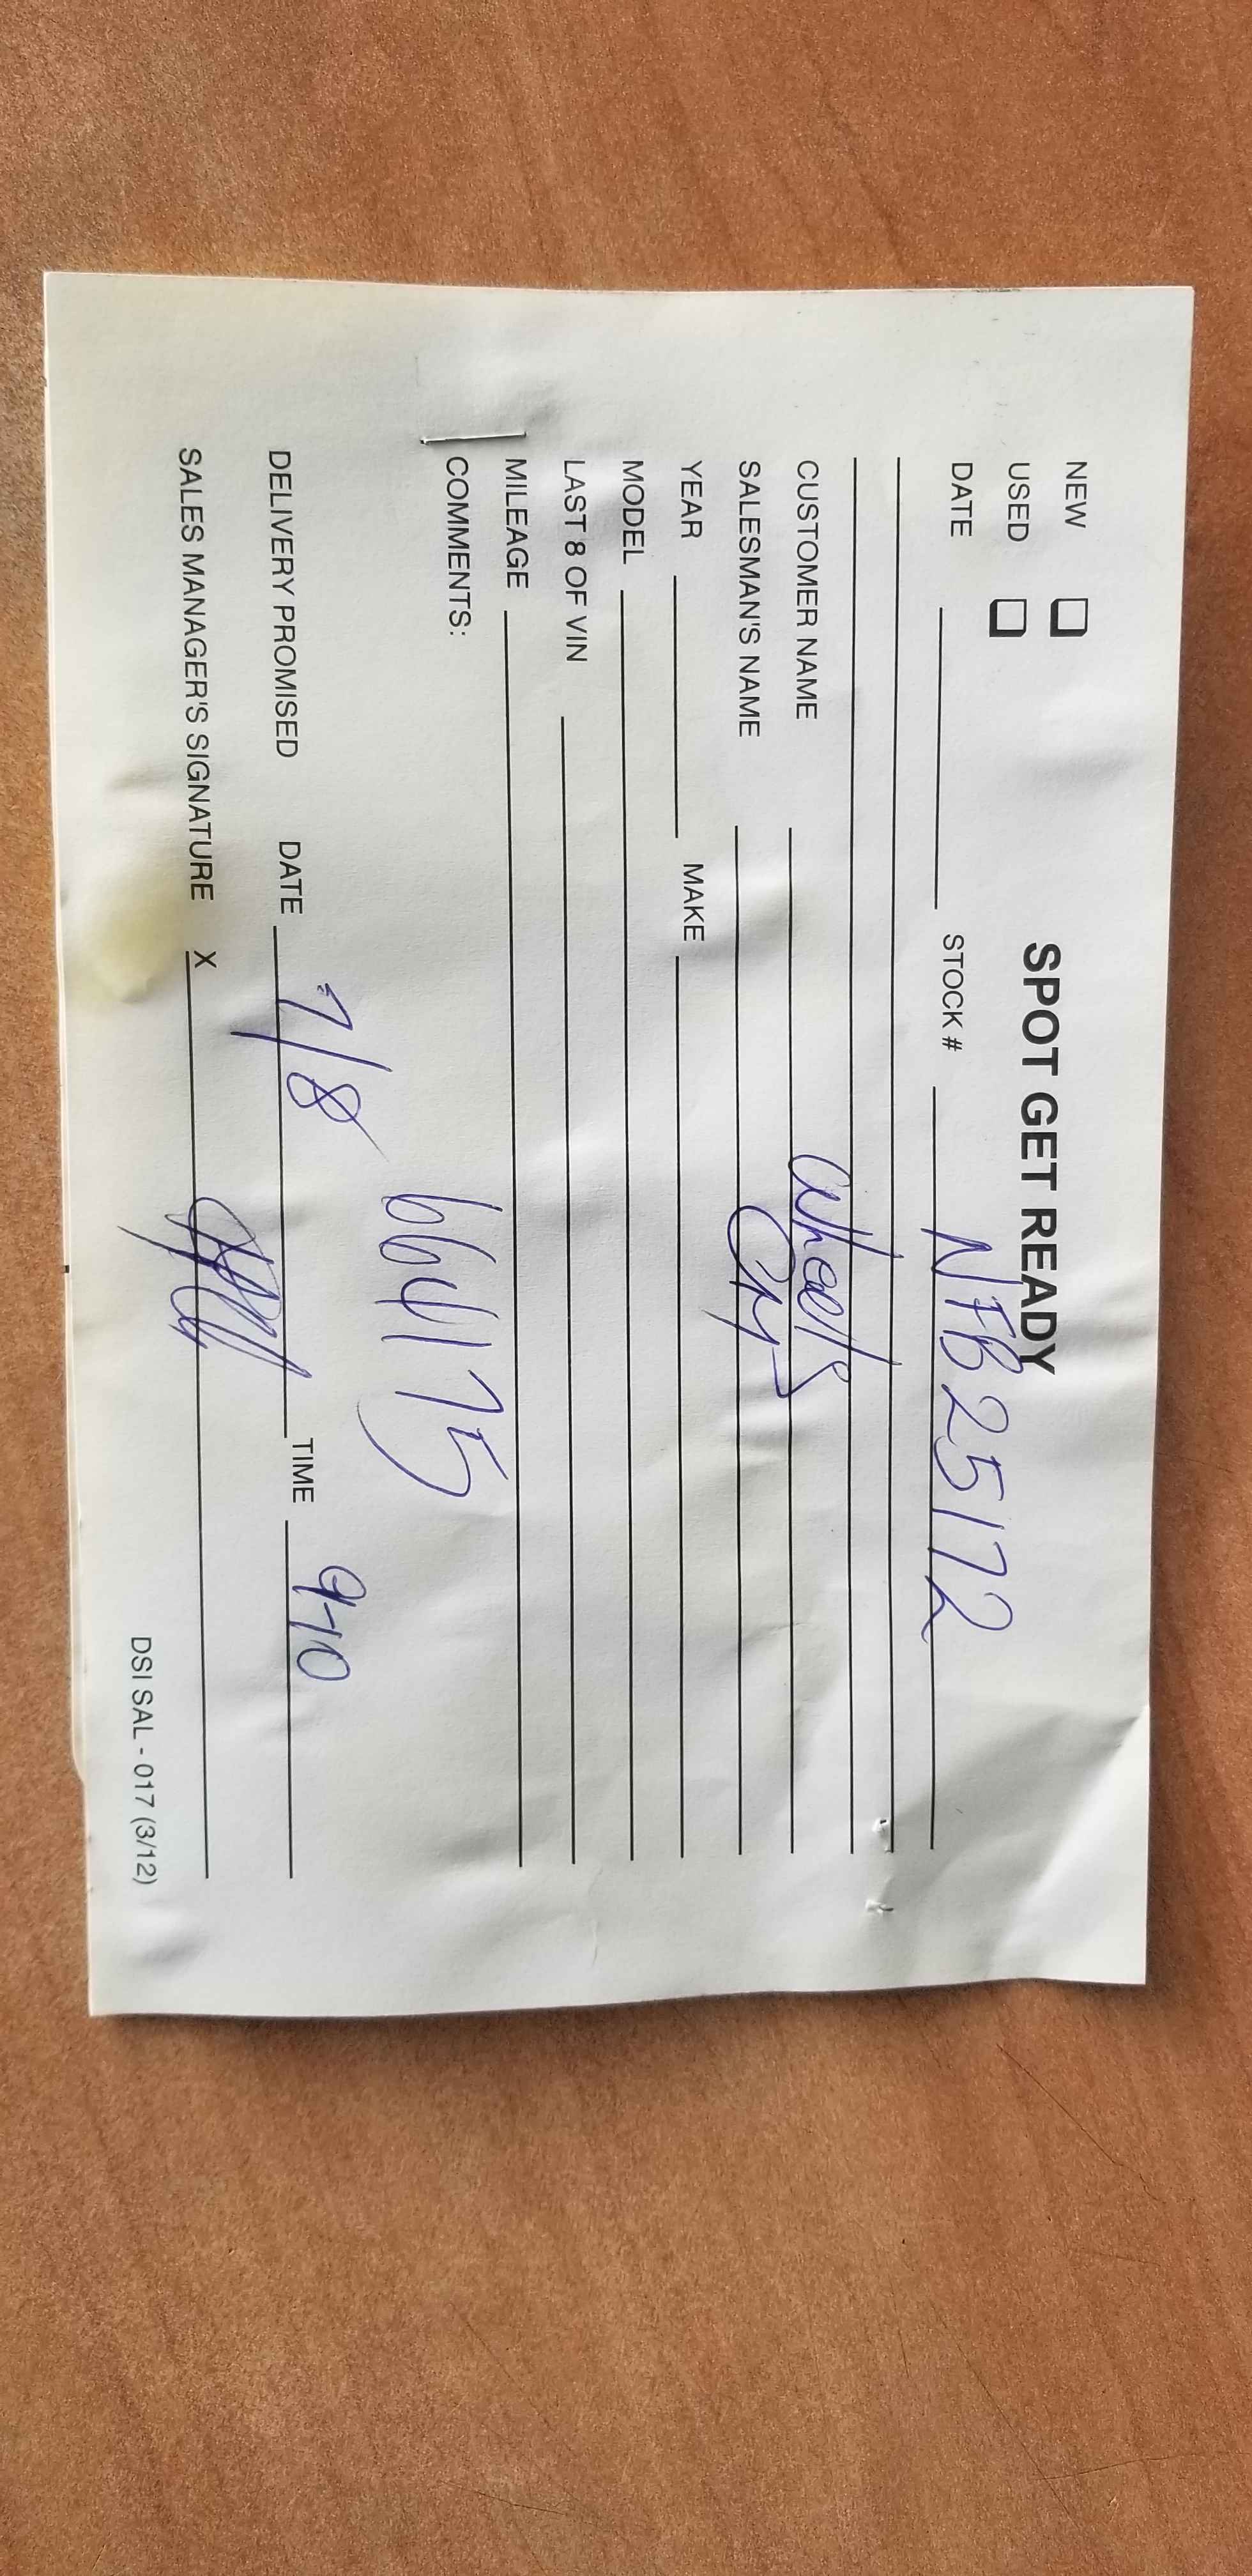 SPOT GET READY
NEW
USED
DATE STOCK # NFB25172
CUSTOMER NAME
SALESMAN'S NAME
YEAR MAKE
MODEL
LAST 8 OF VIN
MILEAGE
COMMENTS: 664175
DELIVERY PROMISED DATE 7/8 TIME 9-10
SALES MANAGER'S SIGNATURE X
DSI SAL - 017 (3/12)